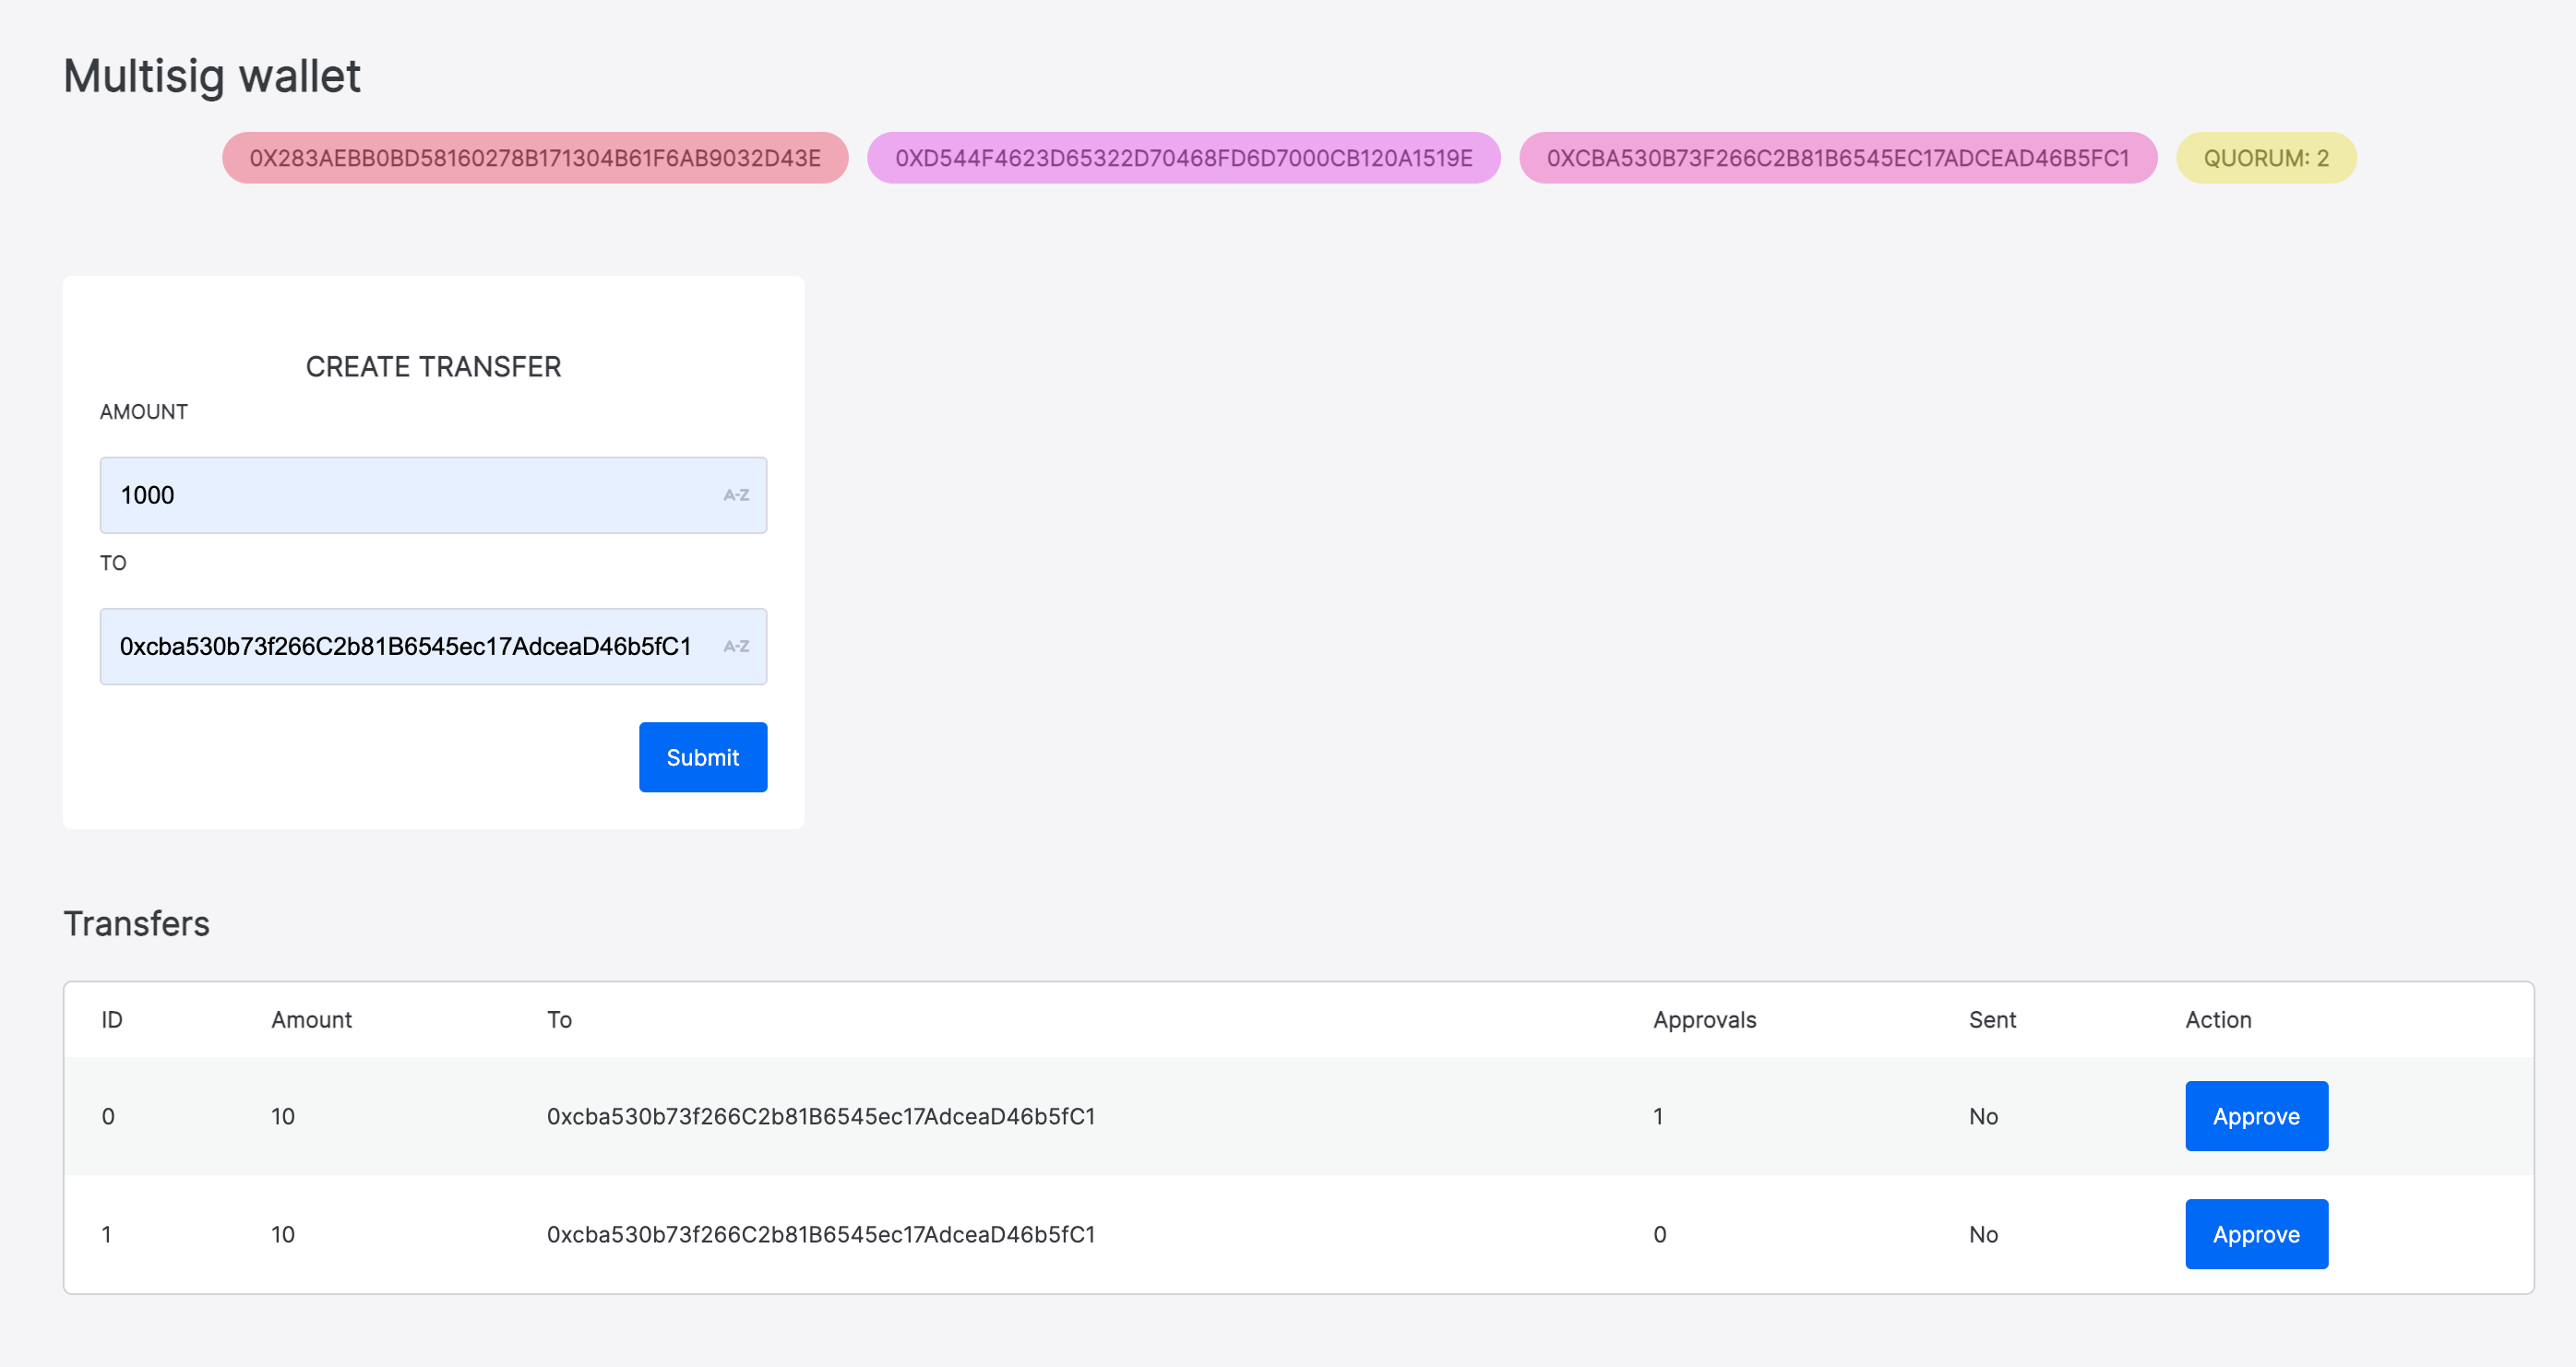 Multisig wallet
0X283AEBB0BD58160278B171304B61F6AB9032D43E 0XD544F4623D65322D70468FD6D7000CB120A1519E 0XCBA530B73F266C2B81B6545EC17ADCEAD46B5FC1 QUORUM: 2
CREATE TRANSFER
AMOUNT
1000 A-Z
TO
0xcba530b73f266C2b81B6545ec17AdceaD46b5fC1 A-Z
Submit
Transfers
ID Amount To Approvals Sent Action
0 10 0xcba530b73f266C2b81B6545ec17AdceaD46b5fC1 1 No Approve
1 10 0xcba530b73f266C2b81B6545ec17AdceaD46b5fC1 0 No Approve